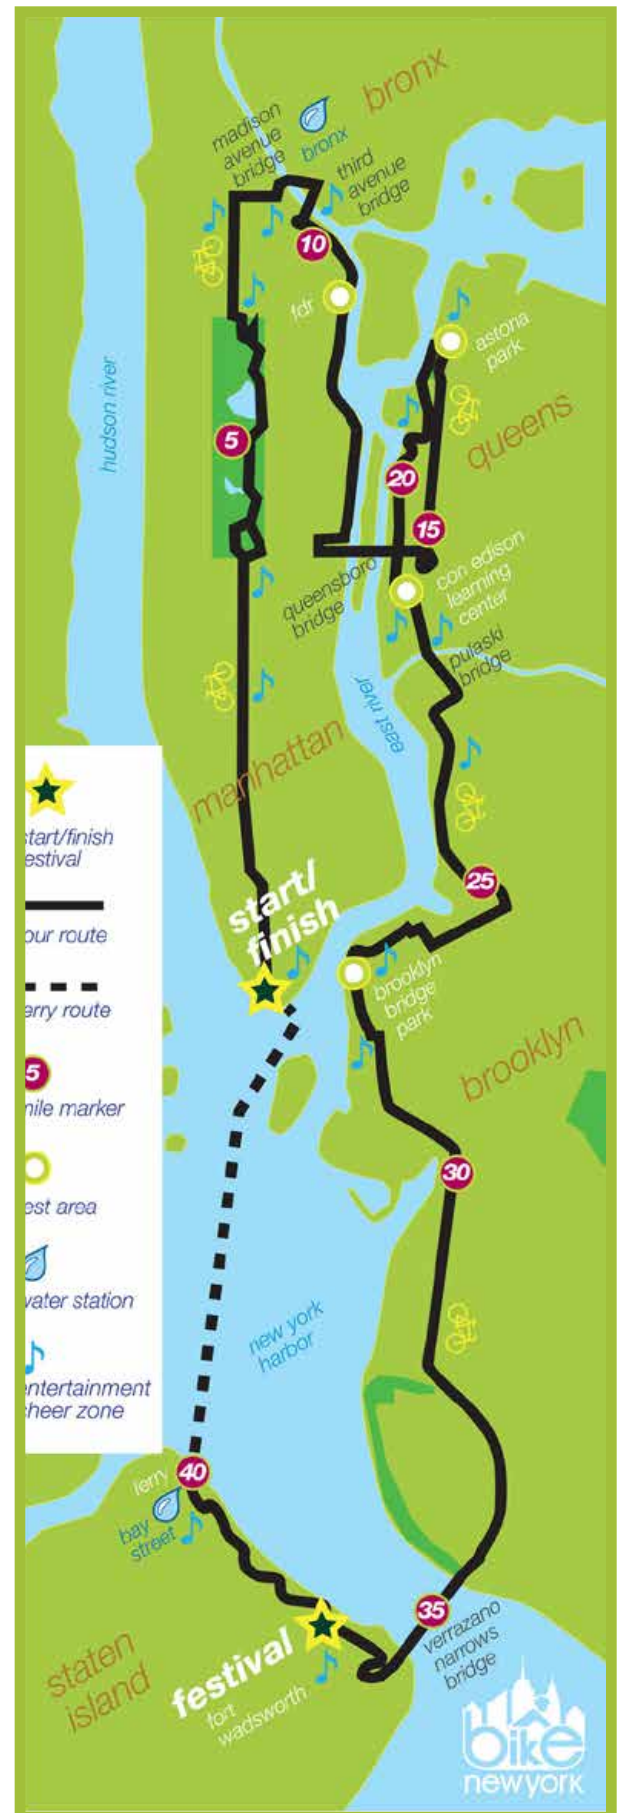 bronx
madison
avenue
bridge
bronx
third
avenue
bridge
10
fdr
astoria
park
hudson river
queens
5
20
15
con edison
learning
center
queensboro
bridge
pulaski
bridge
east river
manhattan
25
start/
finish
brooklyn
bridge
park
brooklyn
30
start/finish
estival
our route
erry route
5
nile marker
est area
vater station
entertainment
heer zone
new york
harbor
40
ferry
bay
street
35
verrazano
narrows
bridge
festival
fort
wadsworth
staten
island
bike
newyork